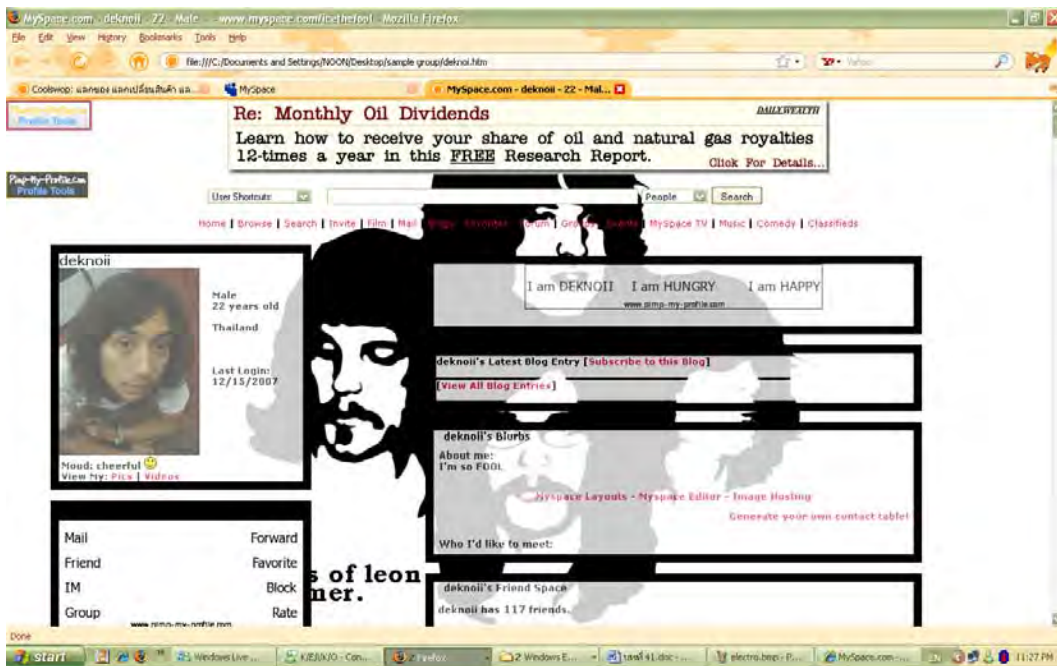 MySpace.com - deknoii - 22 - Male - www.myspace.com/icethefool - Mozilla Firefox
File Edit View History Bookmarks Tools Help
file:///C:/Documents and Settings/NOON/Desktop/sample group/deknoi.htm
Yahoo
MySpace
MySpace.com - deknoii - 22 - Mal...
Profile Tools
Re: Monthly Oil Dividends
DAILYWEALTH
Learn how to receive your share of oil and natural gas royalties
12-times a year in this FREE Research Report.
Click For Details...
Pimp-My-Profile.com
Profile Tools
User Shortcuts
People
Search
Home | Browse | Search | Invite | Film | Mail | Blogs | Favorites | Forum | Groups | Events | MySpace TV | Music | Comedy | Classifieds
deknoii
Male
22 years old
Thailand
Last Login:
12/15/2007
Mood: cheerful
View My: Pics | Videos
Mail Forward
Friend Favorite
IM Block
Group Rate
www.pimp-my-profile.com
s of leon
mer.
I am DEKNOII I am HUNGRY I am HAPPY
www.pimp-my-profile.com
deknoii's Latest Blog Entry [Subscribe to this Blog]
[View All Blog Entries]
deknoii's Blurbs
About me:
I'm so FOOL
Myspace Layouts - Myspace Editor - Image Hosting
Generate your own contact table!
Who I'd like to meet:
deknoii's Friend Space
deknoii has 117 friends.
Done
start
Windows Live ...
2 Firefox
2 Windows E...
electro.bmp - P...
MySpace.com -...
EN
11:27 PM